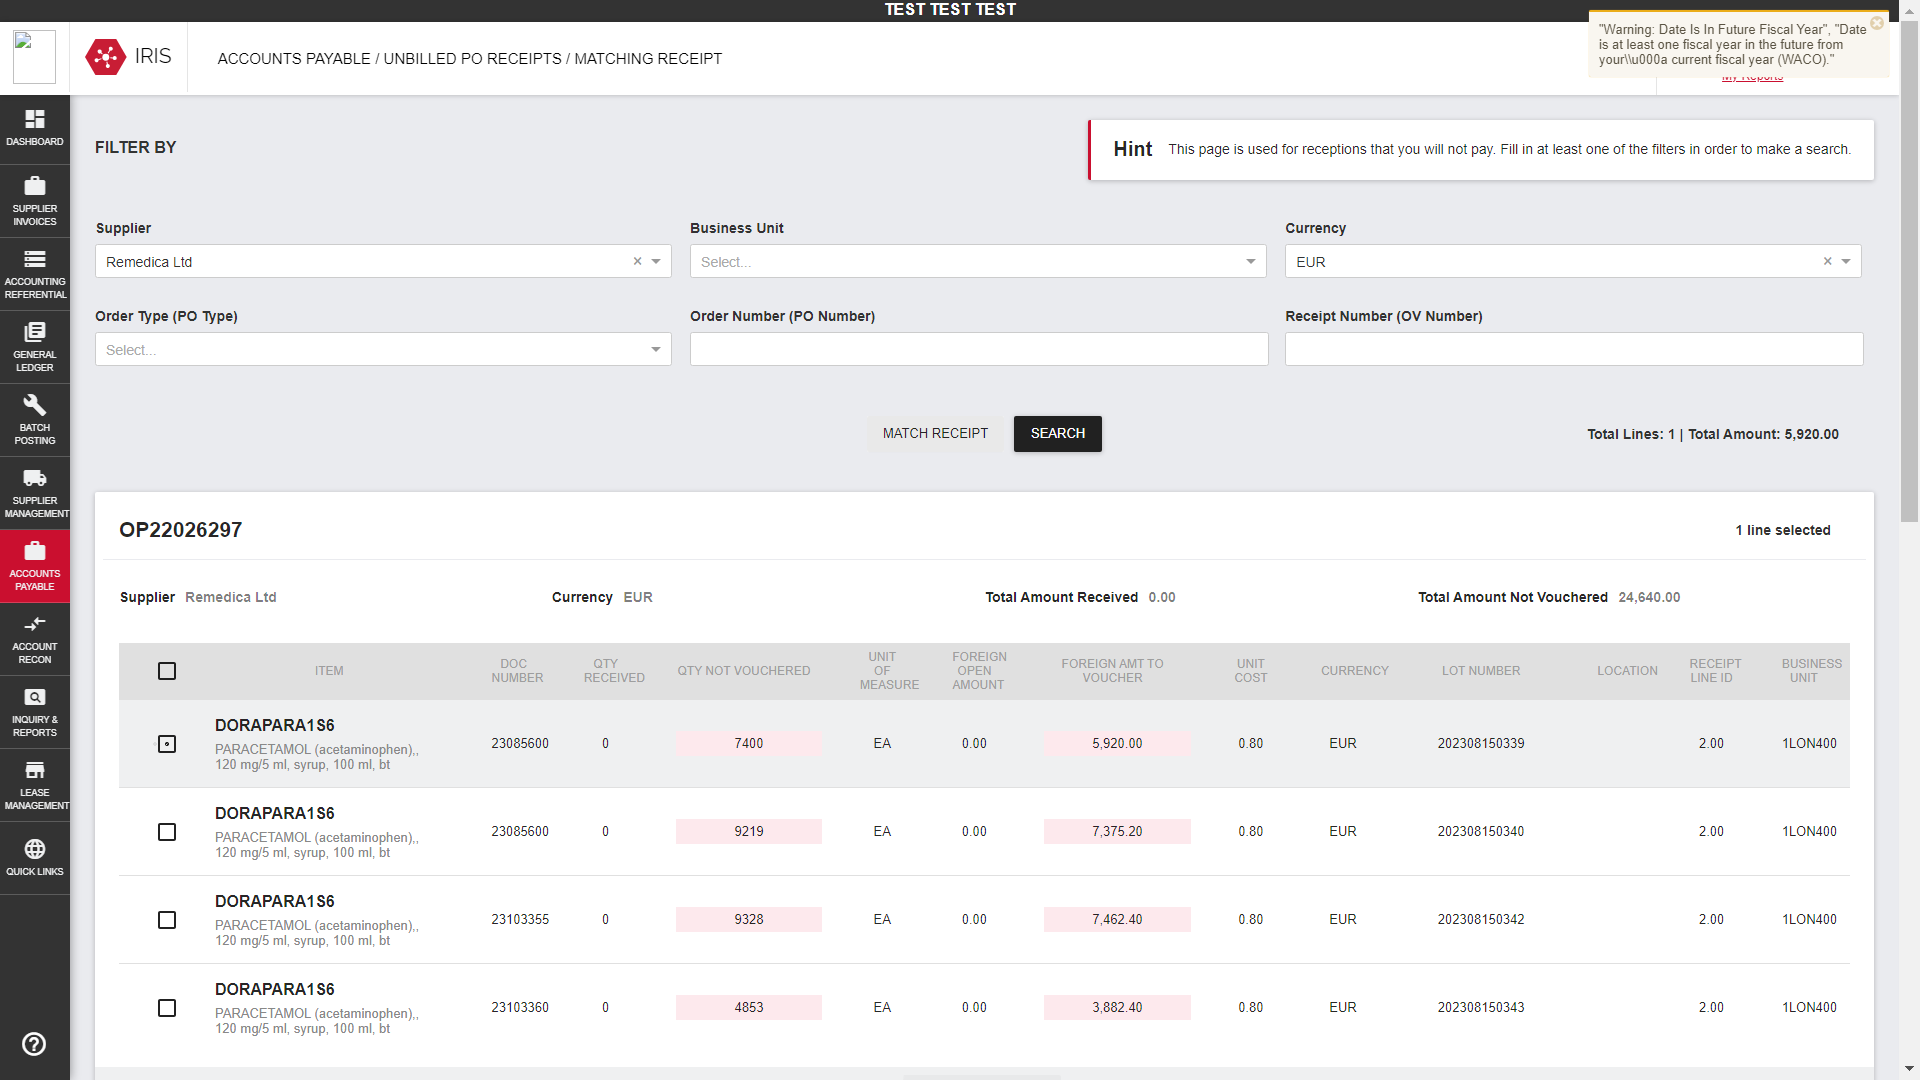 TEST TEST TEST
IRIS
ACCOUNTS PAYABLE / UNBILLED PO RECEIPTS / MATCHING RECEIPT
"Warning: Date Is In Future Fiscal Year", "Date
is at least one fiscal year in the future from
your\\u000a current fiscal year (WACO)."
My Reports
DASHBOARD
SUPPLIER
INVOICES
ACCOUNTING
REFERENTIAL
GENERAL
LEDGER
BATCH
POSTING
SUPPLIER
MANAGEMENT
ACCOUNTS
PAYABLE
ACCOUNT
RECON
INQUIRY &
REPORTS
LEASE
MANAGEMENT
QUICK LINKS
FILTER BY
Hint This page is used for receptions that you will not pay. Fill in at least one of the filters in order to make a search.
Supplier Business Unit Currency
Remedica Ltd × Select... EUR ×
Order Type (PO Type) Order Number (PO Number) Receipt Number (OV Number)
Select...
MATCH RECEIPT SEARCH Total Lines: 1 | Total Amount: 5,920.00
OP22026297 1 line selected
Supplier Remedica Ltd Currency EUR Total Amount Received 0.00 Total Amount Not Vouchered 24,640.00
ITEM DOC NUMBER QTY RECEIVED QTY NOT VOUCHERED UNIT OF MEASURE FOREIGN OPEN AMOUNT FOREIGN AMT TO VOUCHER UNIT COST CURRENCY LOT NUMBER LOCATION RECEIPT LINE ID BUSINESS UNIT
DORAPARA1S6
PARACETAMOL (acetaminophen),,
120 mg/5 ml, syrup, 100 ml, bt
23085600 0 7400 EA 0.00 5,920.00 0.80 EUR 202308150339 2.00 1LON400
DORAPARA1S6
PARACETAMOL (acetaminophen),,
120 mg/5 ml, syrup, 100 ml, bt
23085600 0 9219 EA 0.00 7,375.20 0.80 EUR 202308150340 2.00 1LON400
DORAPARA1S6
PARACETAMOL (acetaminophen),,
120 mg/5 ml, syrup, 100 ml, bt
23103355 0 9328 EA 0.00 7,462.40 0.80 EUR 202308150342 2.00 1LON400
DORAPARA1S6
PARACETAMOL (acetaminophen),,
120 mg/5 ml, syrup, 100 ml, bt
23103360 0 4853 EA 0.00 3,882.40 0.80 EUR 202308150343 2.00 1LON400